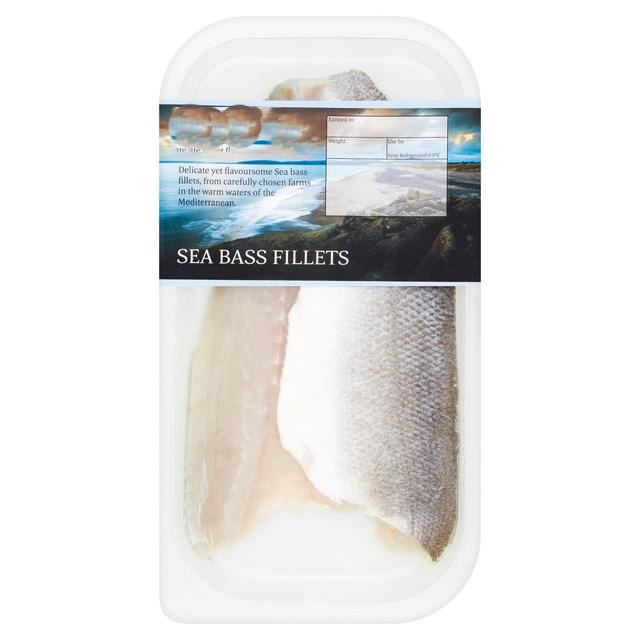 Farmed in
Weight
Use by
Keep Refrigerated 0-5°C
Delicate yet flavoursome Sea bass
fillets, from carefully chosen farms
in the warm waters of the
Mediterranean.
SEA BASS FILLETS